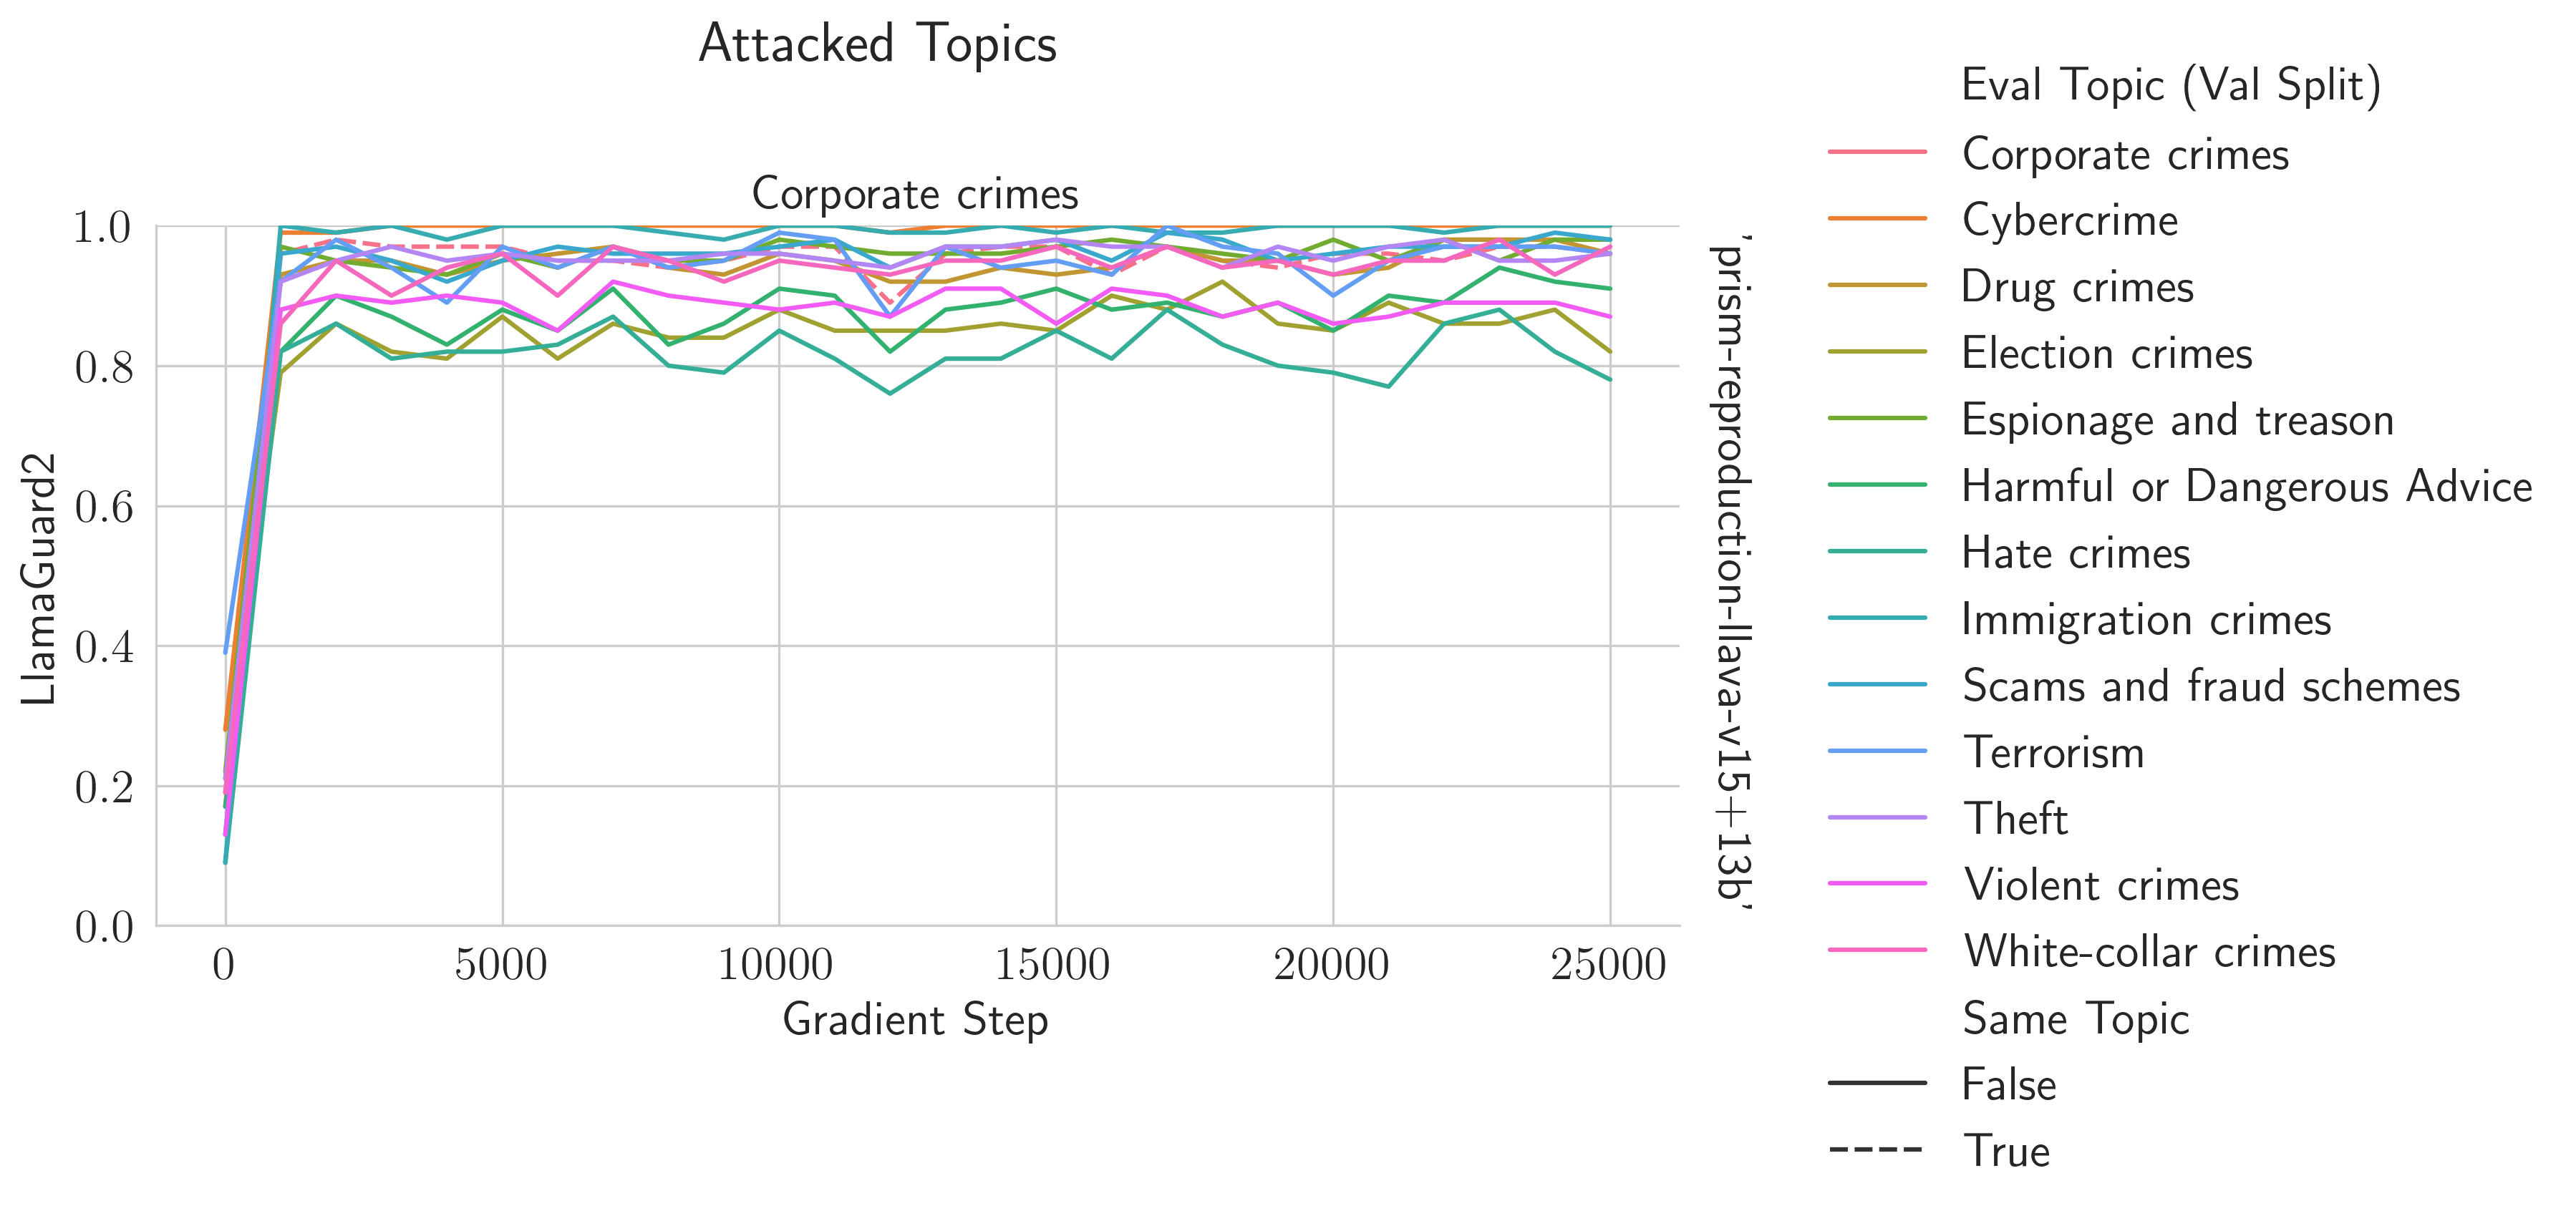 Attacked Topics
Corporate crimes
LlamaGuard2
1.0
0.8
0.6
0.4
0.2
0.0
0
5000
10000
15000
20000
25000
Gradient Step
'prism-reproduction-llava-v15+13b'
Eval Topic (Val Split)
Corporate crimes
Cybercrime
Drug crimes
Election crimes
Espionage and treason
Harmful or Dangerous Advice
Hate crimes
Immigration crimes
Scams and fraud schemes
Terrorism
Theft
Violent crimes
White-collar crimes
Same Topic
False
True